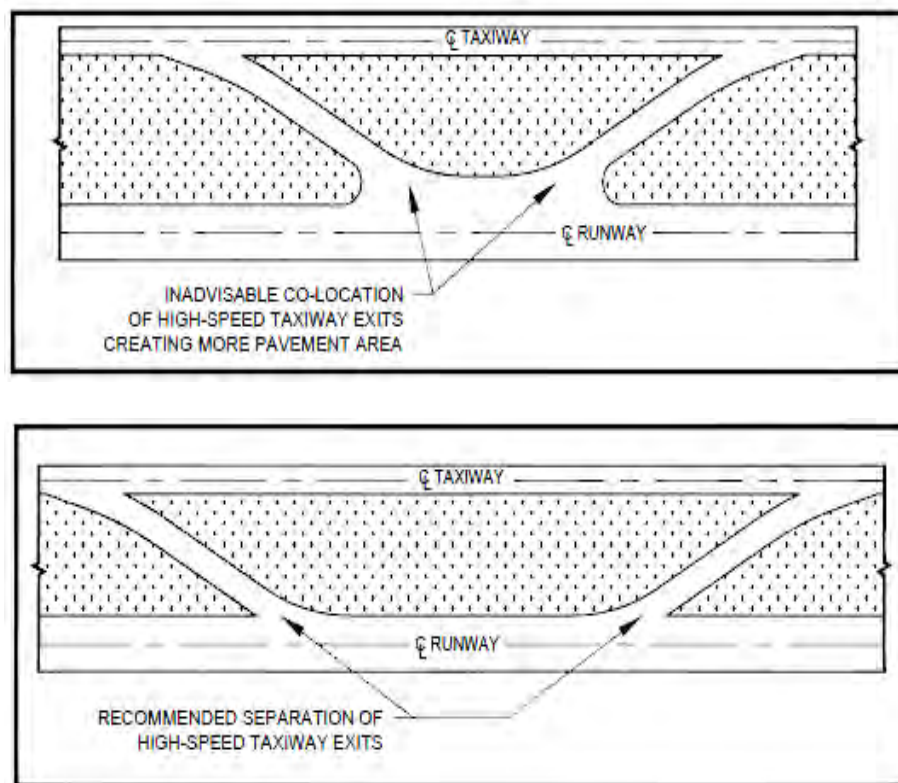 ℄ TAXIWAY
℄ RUNWAY
INADVISABLE CO-LOCATION
OF HIGH-SPEED TAXIWAY EXITS
CREATING MORE PAVEMENT AREA
℄ TAXIWAY
℄ RUNWAY
RECOMMENDED SEPARATION OF
HIGH-SPEED TAXIWAY EXITS